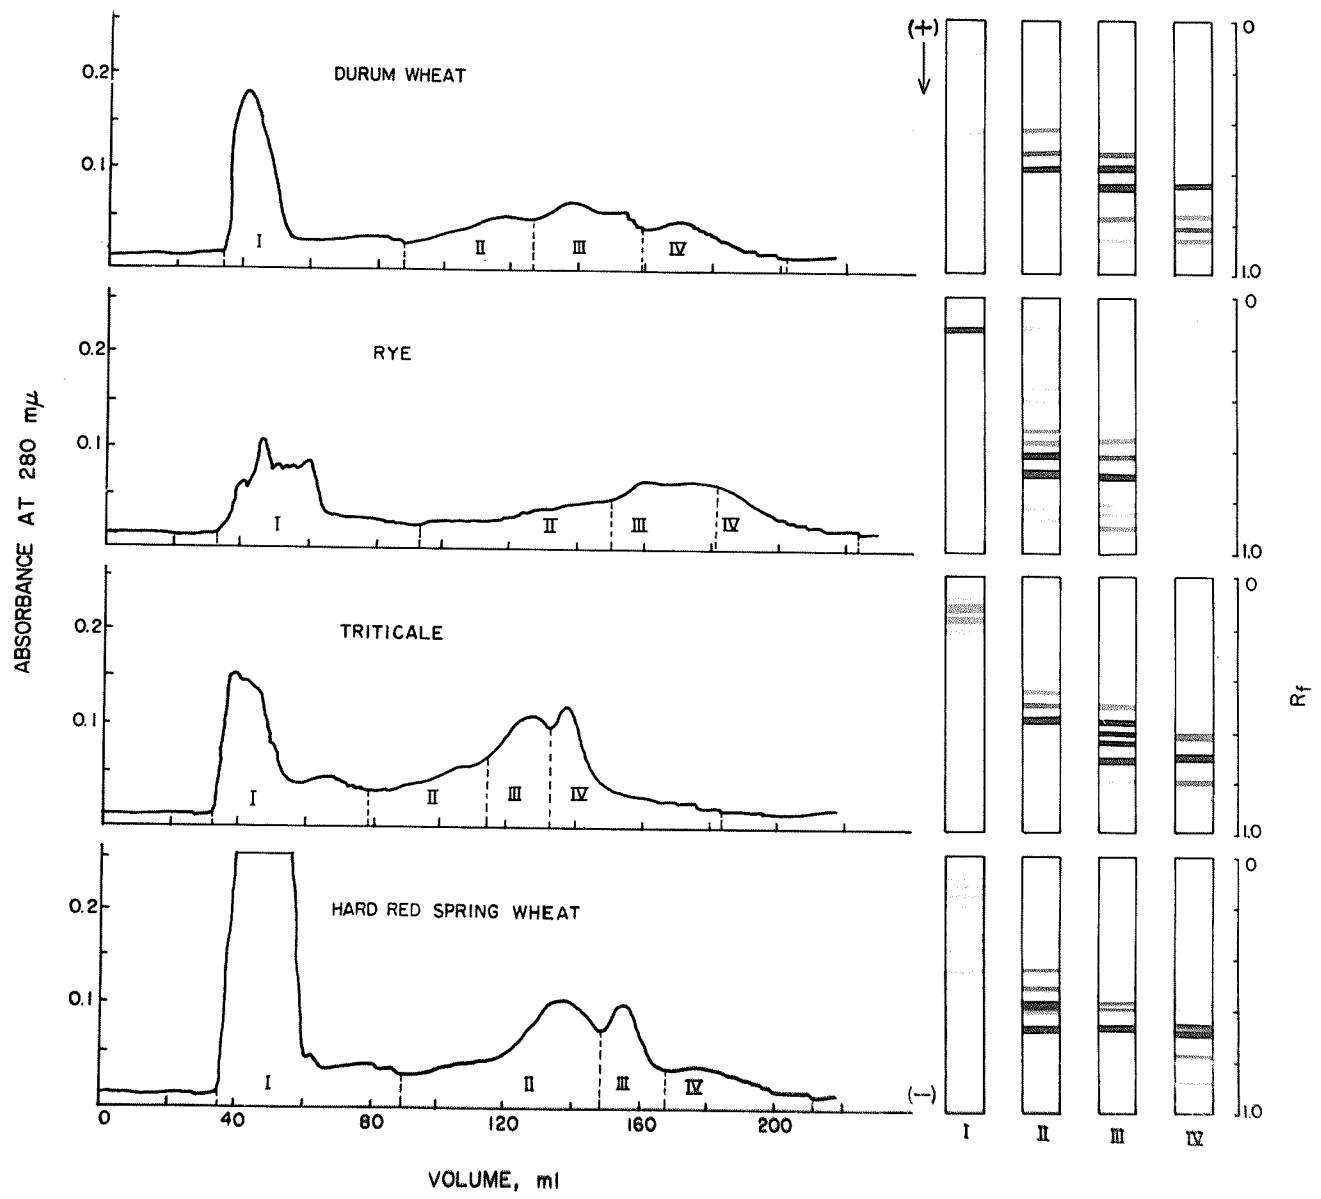 DURUM WHEAT
0.2
0.1
I II III IV
(+)
0
1.0
RYE
0.2
0.1
I II III IV
0
1.0
TRITICALE
0.2
0.1
I II III IV
0
1.0
HARD RED SPRING WHEAT
0.2
0.1
I II III IV
(—)
0
1.0
0 40 80 120 160 200
I II III IV
VOLUME, ml
ABSORBANCE AT 280 mμ
Rf